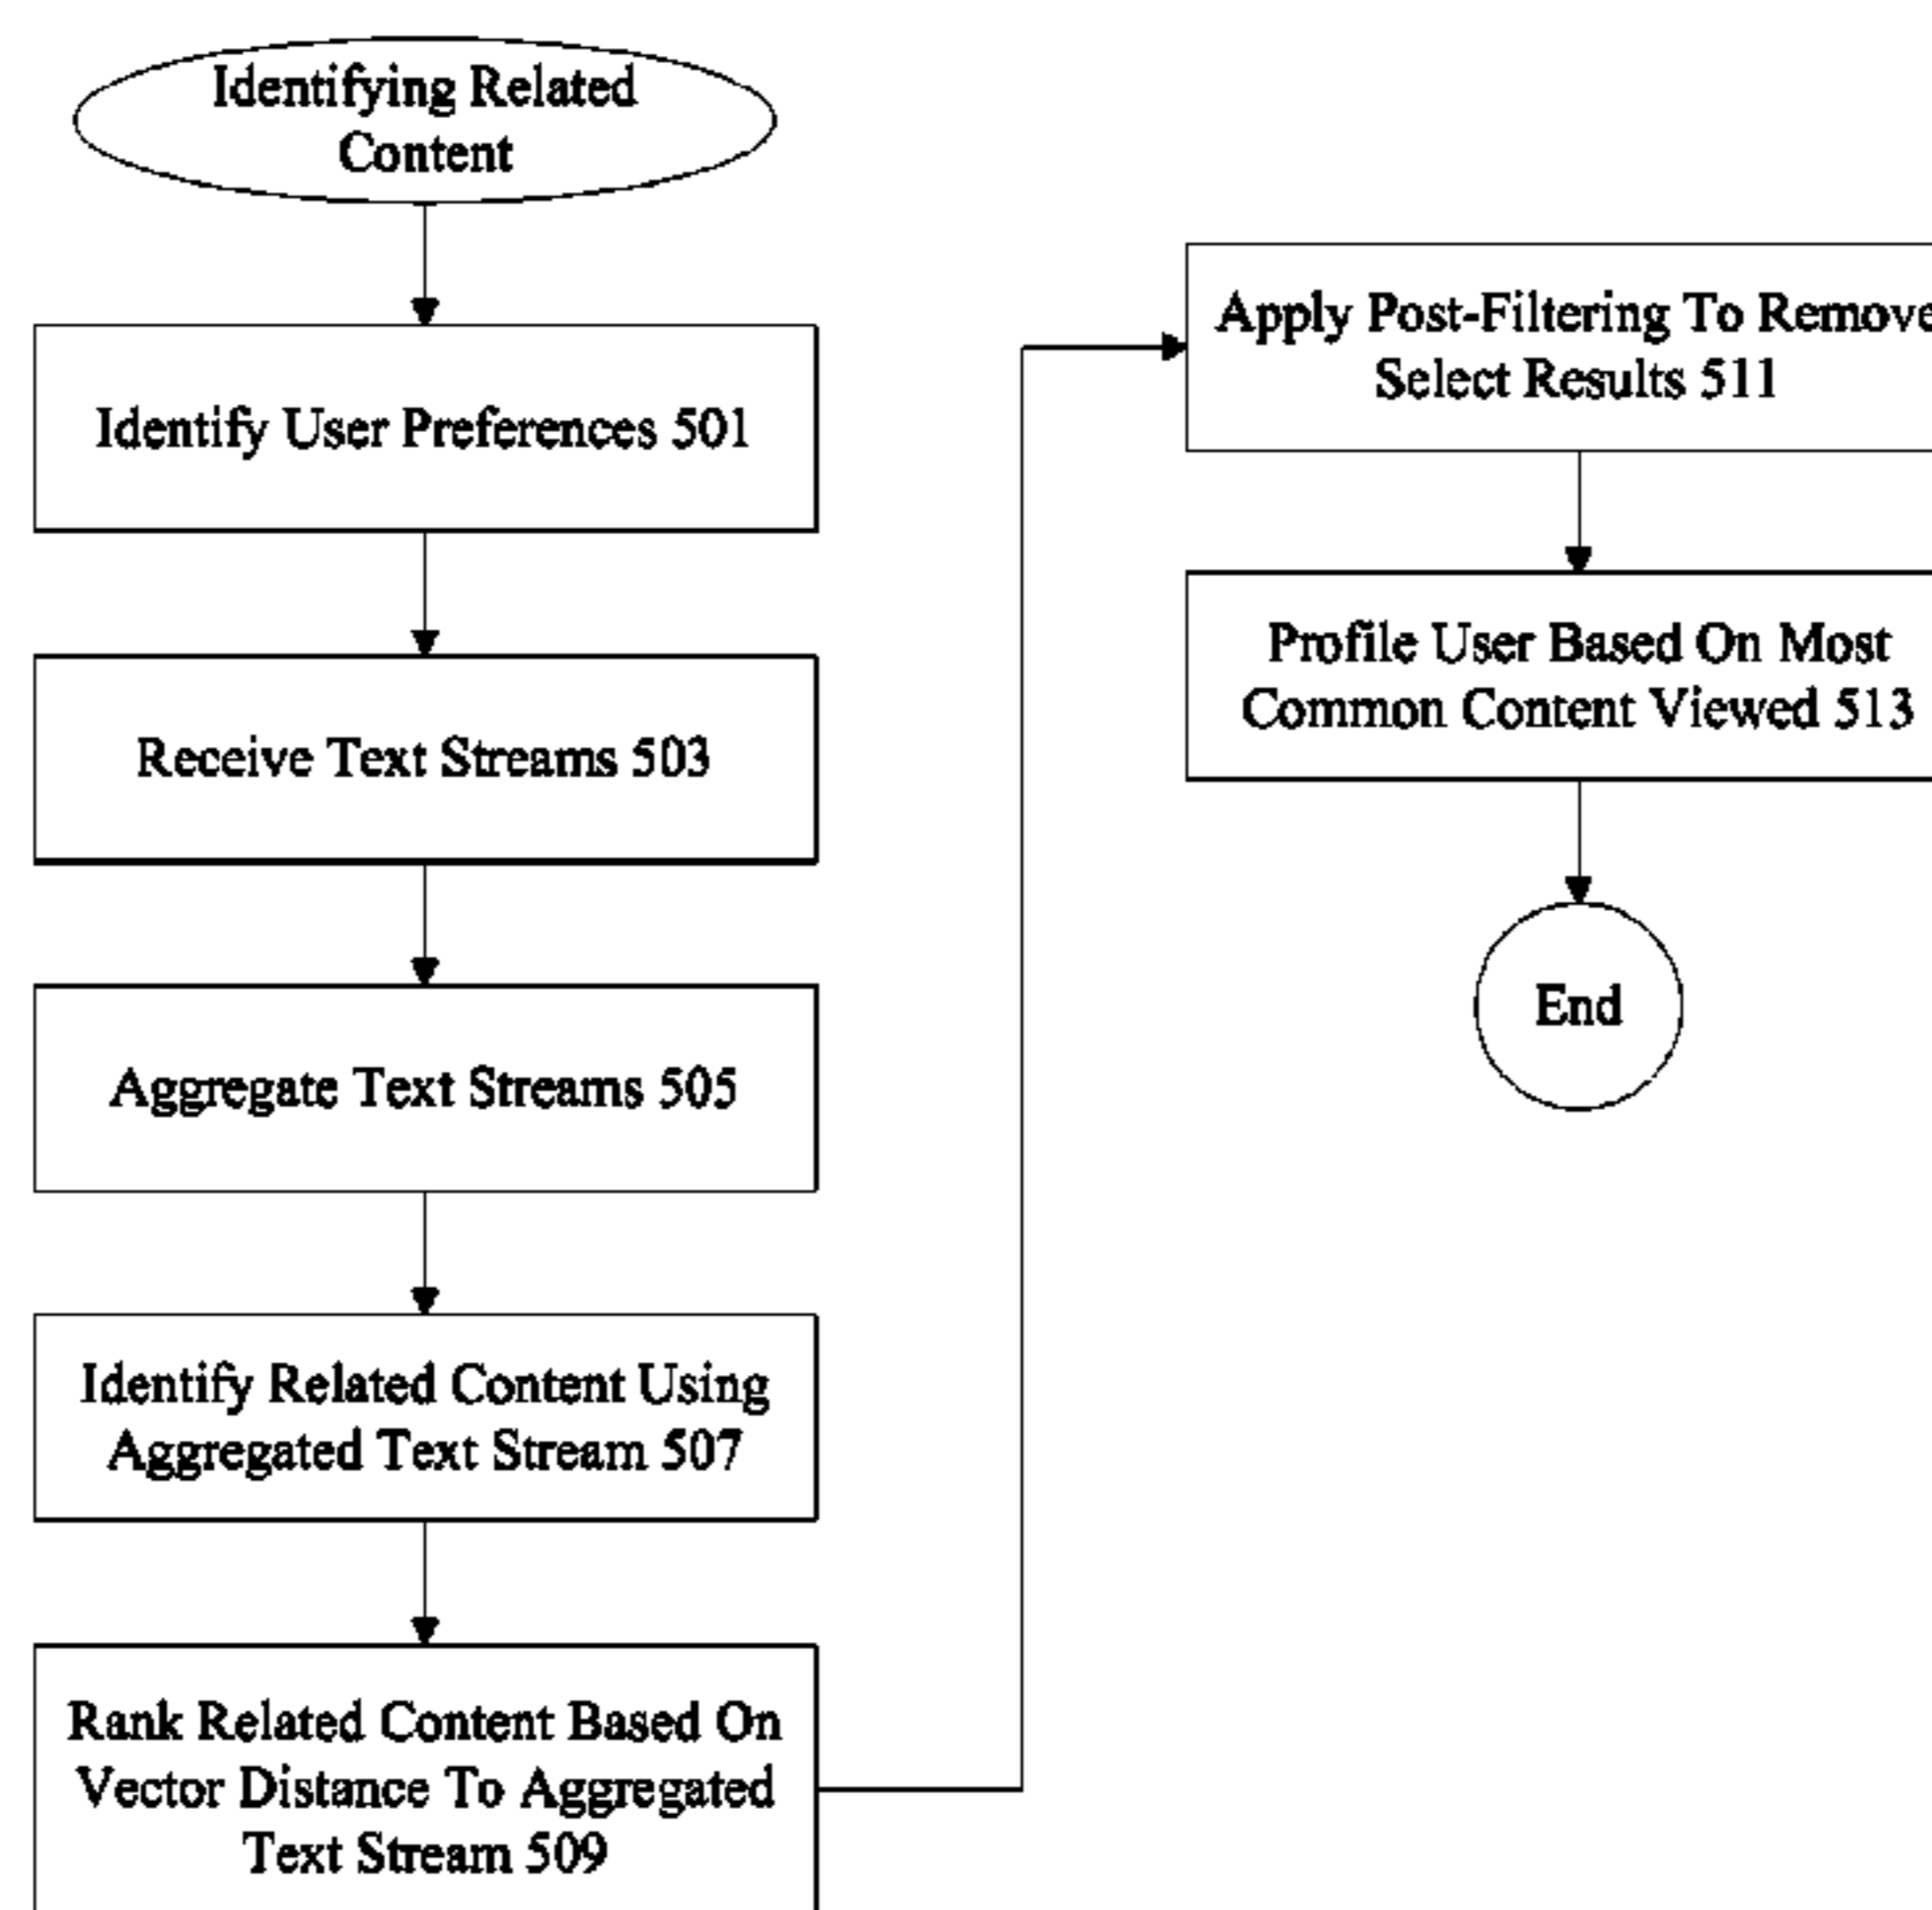 Identifying Related
Content
Identify User Preferences 501
Receive Text Streams 503
Aggregate Text Streams 505
Identify Related Content Using
Aggregated Text Stream 507
Rank Related Content Based On
Vector Distance To Aggregated
Text Stream 509
Apply Post-Filtering To Remove
Select Results 511
Profile User Based On Most
Common Content Viewed 513
End